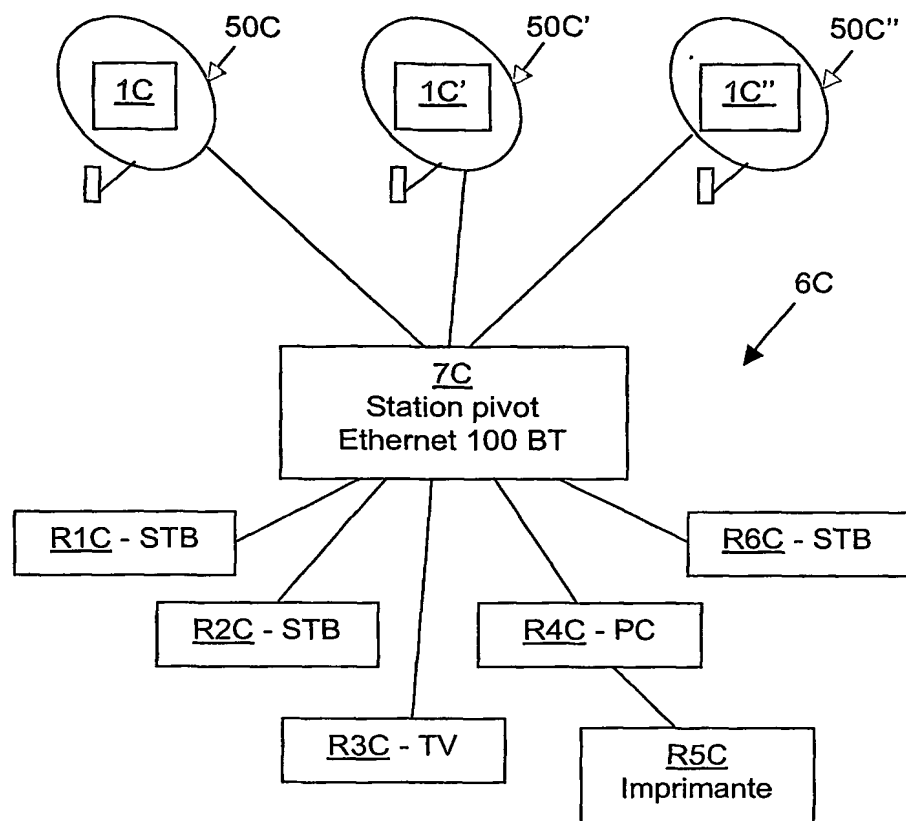 50C
50C'
50C"
1C
1C'
1C"
6C
7C
Station pivot
Ethernet 100 BT
R1C - STB
R6C - STB
R2C - STB
R4C - PC
R3C - TV
R5C
Imprimante